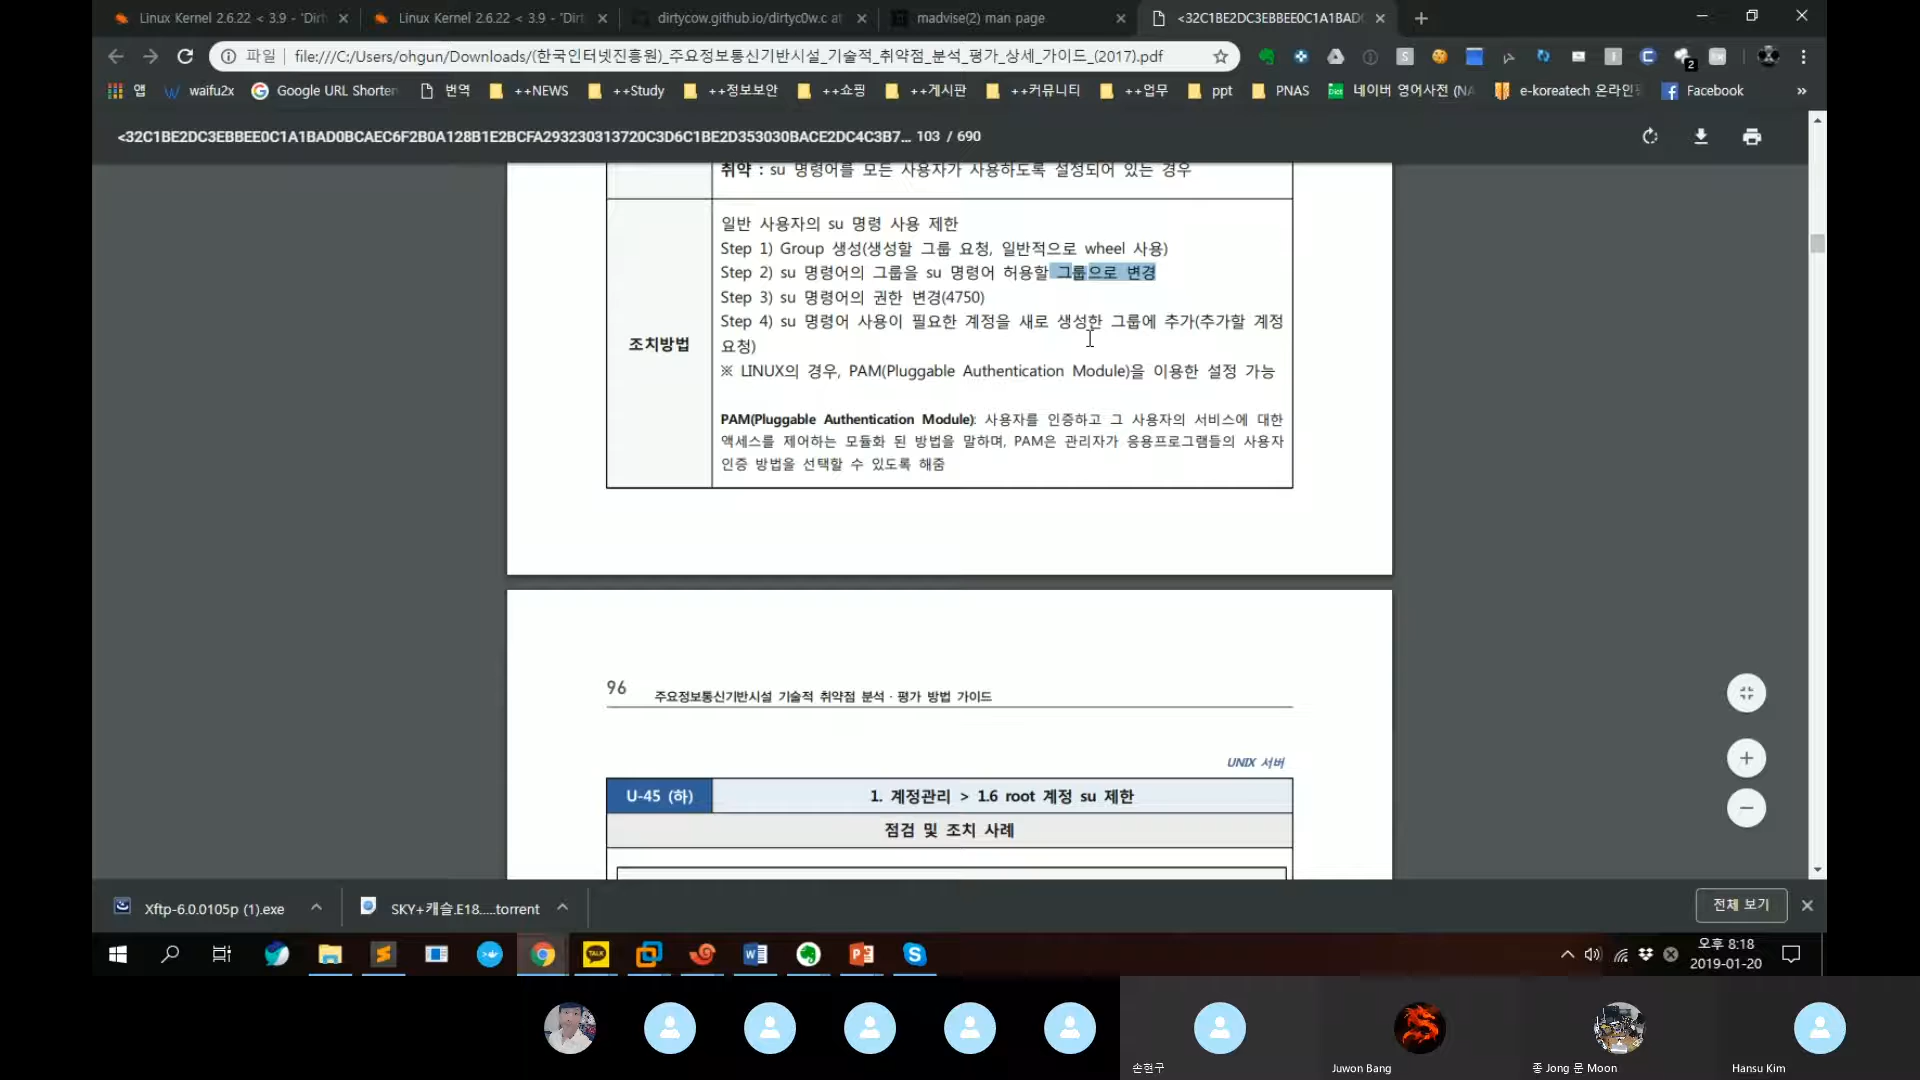 Linux Kernel 2.6.22 < 3.9 - 'Dirt
Linux Kernel 2.6.22 < 3.9 - 'Dirt
dirtycow.github.io/dirtyc0w.c at
madvise(2) man page
<32C1BE2DC3EBBEE0C1A1BAD0
파일 file:///C:/Users/ohgun/Downloads/(한국인터넷진흥원)_주요정보통신기반시설_기술적_취약점_분석_평가_상세_가이드_(2017).pdf
앱 waifu2x Google URL Shorten 번역 ++NEWS ++Study ++정보보안 ++쇼핑 ++게시판 ++커뮤니티 ++업무 ppt PNAS 네이버 영어사전 (NA e-koreatech 온라인 Facebook »
<32C1BE2DC3EBBEE0C1A1BAD0BCAEC6F2B0A128B1E2BCFA293230313720C3D6C1BE2D353030BACE2DC4C3B7... 103 / 690
취약 : su 명령어를 모든 사용자가 사용하도록 설정되어 있는 경우
조치방법
일반 사용자의 su 명령 사용 제한
Step 1) Group 생성(생성할 그룹 요청, 일반적으로 wheel 사용)
Step 2) su 명령어의 그룹을 su 명령어 허용할 그룹으로 변경
Step 3) su 명령어의 권한 변경(4750)
Step 4) su 명령어 사용이 필요한 계정을 새로 생성한 그룹에 추가(추가할 계정
요청)
※ LINUX의 경우, PAM(Pluggable Authentication Module)을 이용한 설정 가능
PAM(Pluggable Authentication Module): 사용자를 인증하고 그 사용자의 서비스에 대한
액세스를 제어하는 모듈화 된 방법을 말하며, PAM은 관리자가 응용프로그램들의 사용자
인증 방법을 선택할 수 있도록 해줌
96 주요정보통신기반시설 기술적 취약점 분석 · 평가 방법 가이드
UNIX 서버
U-45 (하) 1. 계정관리 > 1.6 root 계정 su 제한
점검 및 조치 사례
Xftp-6.0.0105p (1).exe
SKY+캐슬.E18.....torrent
전체 보기
오후 8:18
2019-01-20
손현구
Juwon Bang
종 Jong 문 Moon
Hansu Kim